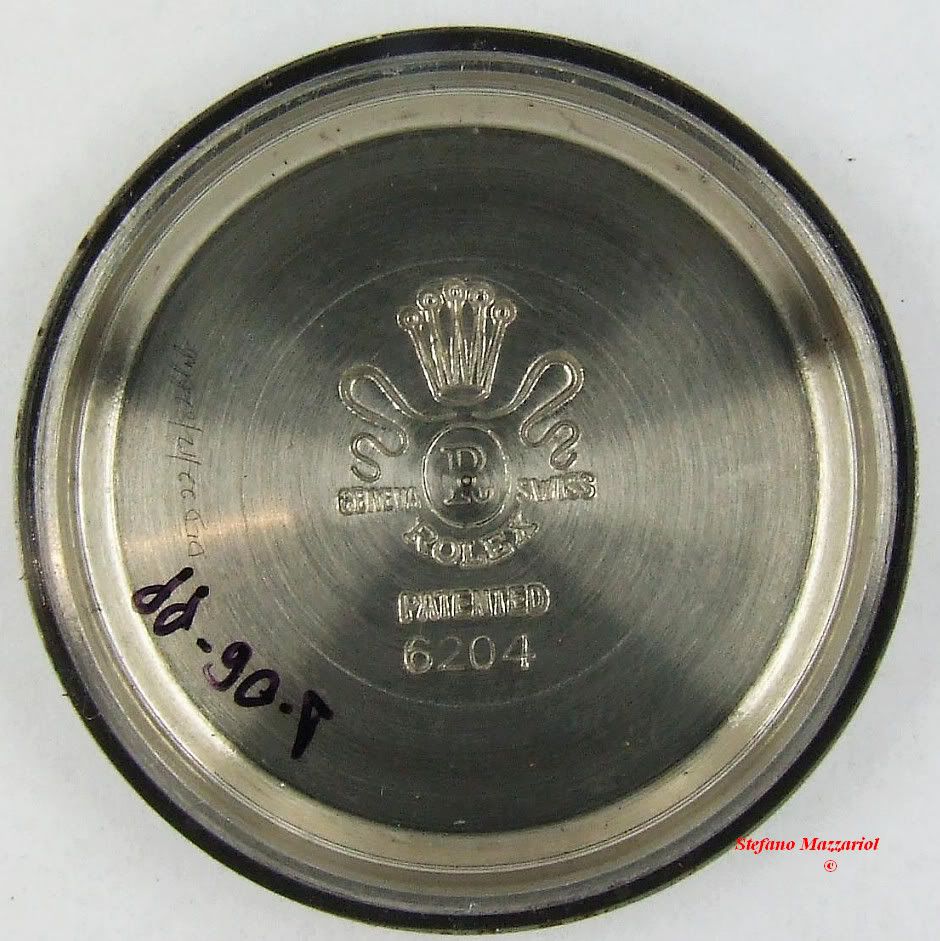 R
GENEVA SWISS
ROLEX
PATENTED
6204
Stefano Mazzariol
©